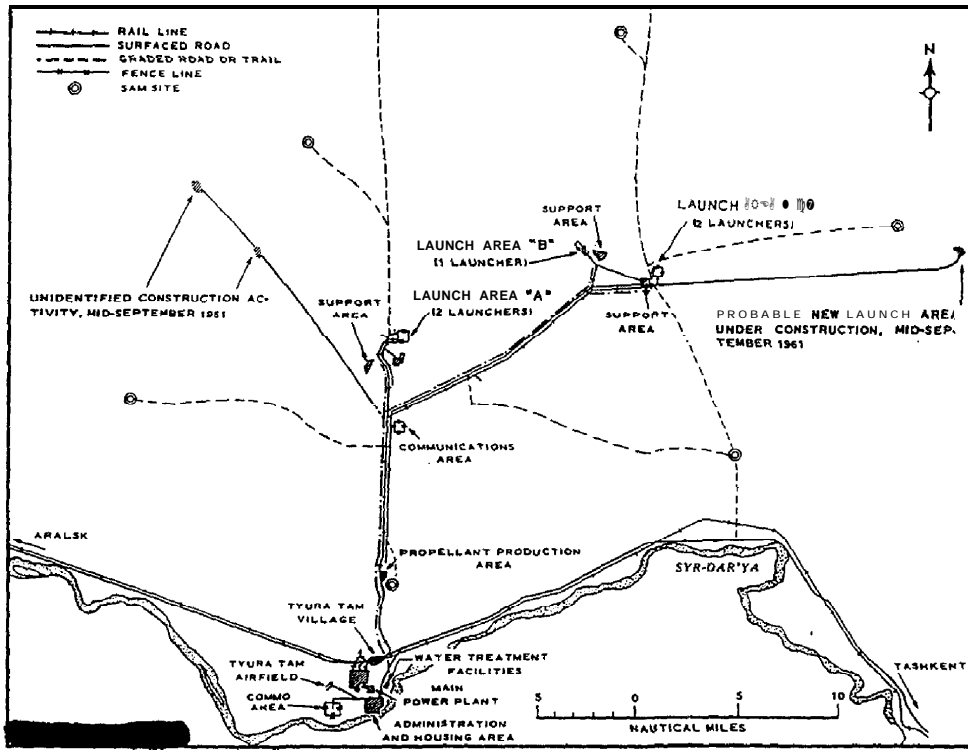 RAIL LINE
SURFACED ROAD
GRADED ROAD OR TRAIL
FENCE LINE
SAM SITE
N
LAUNCH
(2 LAUNCHERS)
SUPPORT
AREA
LAUNCH AREA "B"
(1 LAUNCHER)
LAUNCH AREA "A"
(2 LAUNCHERS)
UNIDENTIFIED CONSTRUCTION AC-
TIVITY, MID-SEPTEMBER 1961
SUPPORT
AREA
SUPPORT
AREA
PROBABLE NEW LAUNCH AREA
UNDER CONSTRUCTION, MID-SEP-
TEMBER 1961
COMMUNICATIONS
AREA
ARALSK
PROPELLANT PRODUCTION
AREA
SYR-DAR'YA
TYURA TAM
VILLAGE
WATER TREATMENT
FACILITIES
TYURA TAM
AIRFIELD
MAIN
POWER PLANT
COMMO
AREA
ADMINISTRATION
AND HOUSING AREA
TASHKENT
5 0 5 10
NAUTICAL MILES